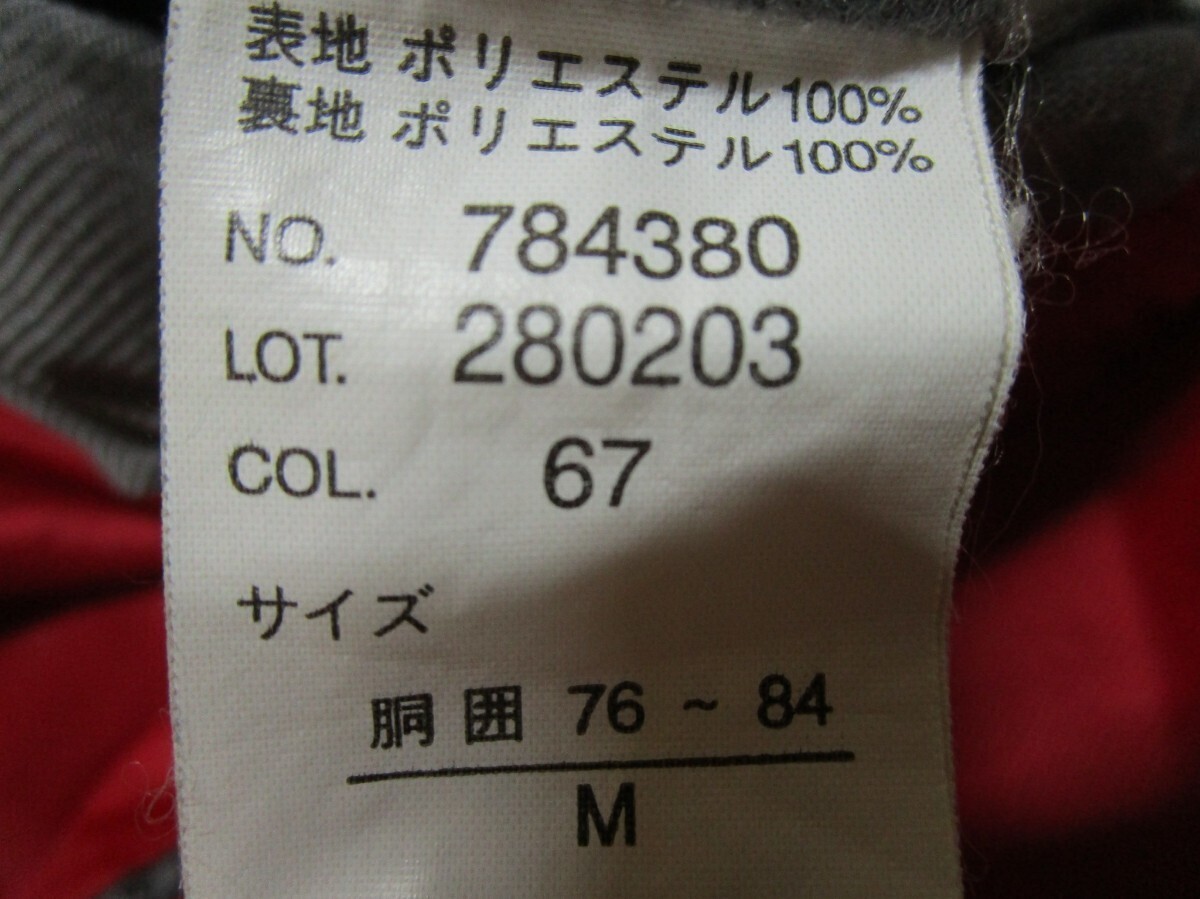 表地 ポリエステル100%
裏地 ポリエステル100%
NO. 784380
LOT. 280203
COL. 67
サイズ
胴囲 76 ~ 84
M